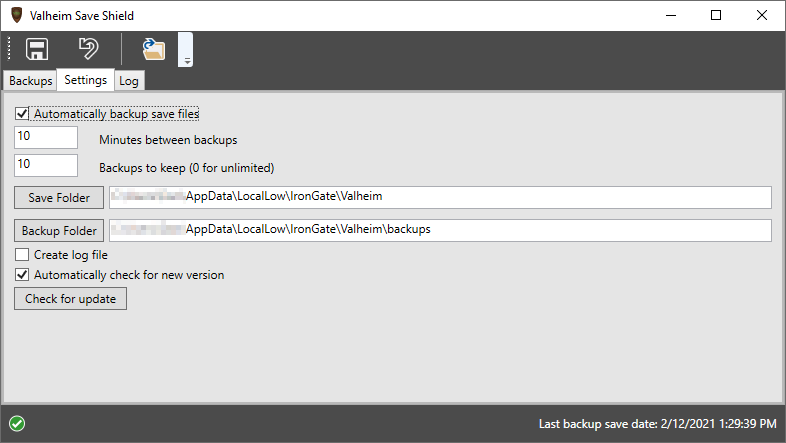 Valheim Save Shield
Backups Settings Log
Automatically backup save files
10 Minutes between backups
10 Backups to keep (0 for unlimited)
Save Folder AppData\LocalLow\IronGate\Valheim
Backup Folder AppData\LocalLow\IronGate\Valheim\backups
Create log file
Automatically check for new version
Check for update
Last backup save date: 2/12/2021 1:29:39 PM